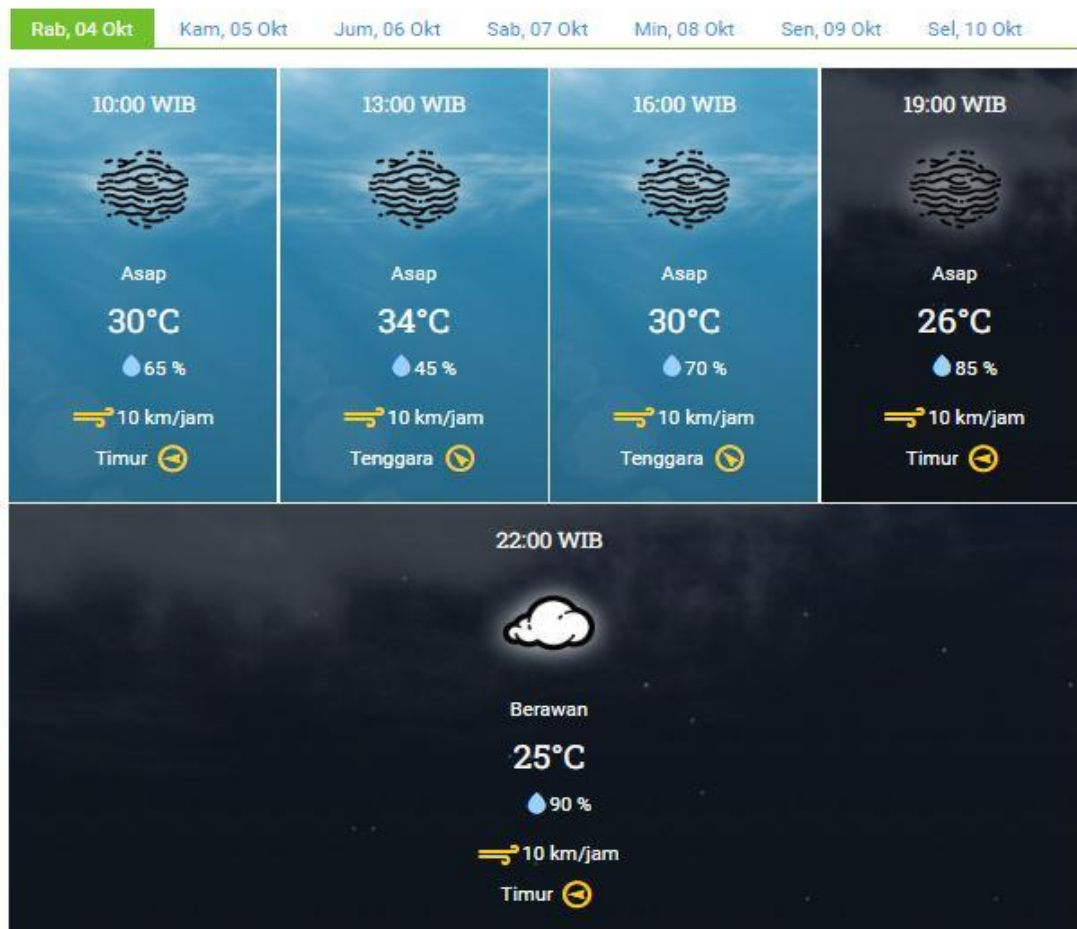 Rab, 04 Okt Kam, 05 Okt Jum, 06 Okt Sab, 07 Okt Min, 08 Okt Sen, 09 Okt Sel, 10 Okt
10:00 WIB
Asap
30°C
65 %
10 km/jam
Timur
13:00 WIB
Asap
34°C
45 %
10 km/jam
Tenggara
16:00 WIB
Asap
30°C
70 %
10 km/jam
Tenggara
19:00 WIB
Asap
26°C
85 %
10 km/jam
Timur
22:00 WIB
Berawan
25°C
90 %
10 km/jam
Timur